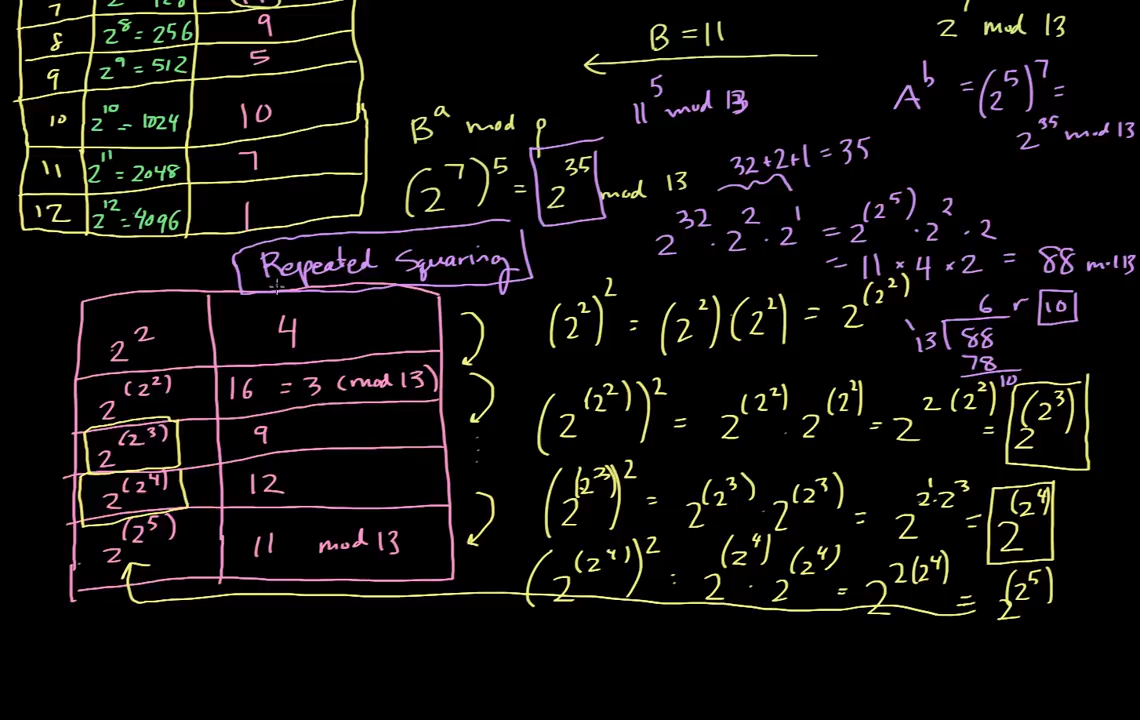 7
8 2^8 = 256 9
9 2^9 = 512 5
10 2^10 = 1024 10
11 2^11 = 2048 7
12 2^12 = 4096 1
B = 11
11^5 mod 13
2^7 mod 13
A^b = (2^5)^7 =
2^35 mod 13
B^a mod p
(2^7)^5 = 2^35 mod 13
32+2+1 = 35
2^32 · 2^2 · 2^1 = 2^(2^5) · 2^2 · 2
= 11 × 4 × 2 = 88 mod 13
6 r 10
13 88
78
10
Repeated Squaring
2^2 4
2^(2^2) 16 = 3 (mod 13)
2^(2^3) 9
2^(2^4) 12
2^(2^5) 11 mod 13
(2^2)^2 = (2^2)(2^2) = 2^(2^2)
(2^(2^2))^2 = 2^(2^2) · 2^(2^2) = 2^2(2^2) = 2^(2^3)
(2^(2^3))^2 = 2^(2^3) · 2^(2^3) = 2^2^1·2^3 = 2^(2^4)
(2^(2^4))^2 = 2^(2^4) · 2^(2^4) = 2^2(2^4) = 2^(2^5)